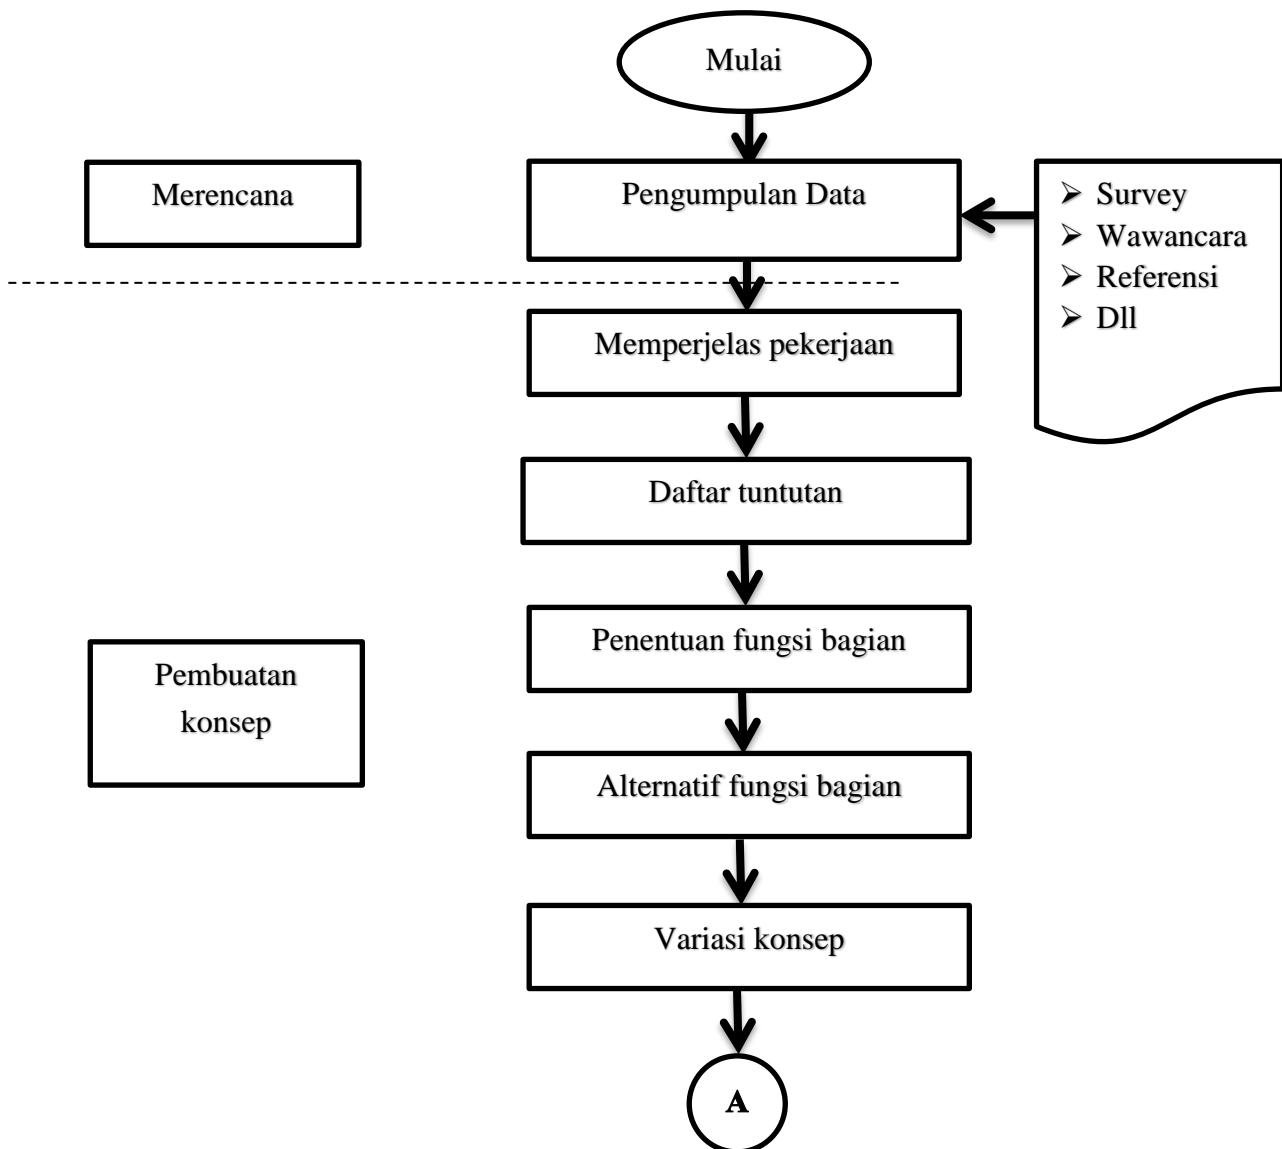 Mulai
Merencana
Pengumpulan Data
Survey
Wawancara
Referensi
Dll
Memperjelas pekerjaan
Daftar tuntutan
Penentuan fungsi bagian
Pembuatan
konsep
Alternatif fungsi bagian
Variasi konsep
A